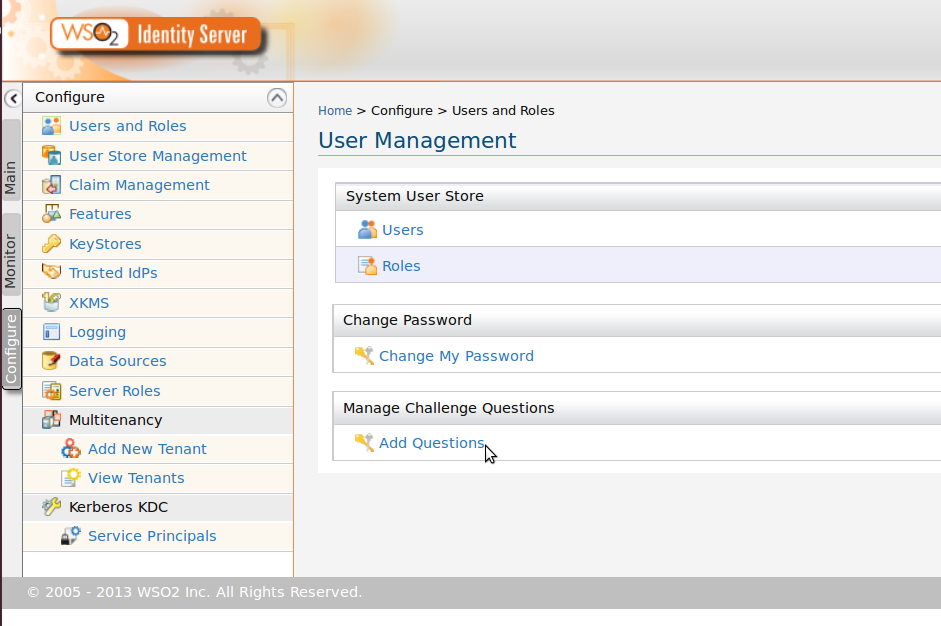 WSO2 Identity Server
Configure
Users and Roles
User Store Management
Claim Management
Features
KeyStores
Trusted IdPs
XKMS
Logging
Data Sources
Server Roles
Multitenancy
Add New Tenant
View Tenants
Kerberos KDC
Service Principals
Main
Monitor
Configure
Home > Configure > Users and Roles
User Management
System User Store
Users
Roles
Change Password
Change My Password
Manage Challenge Questions
Add Questions
© 2005 - 2013 WSO2 Inc. All Rights Reserved.